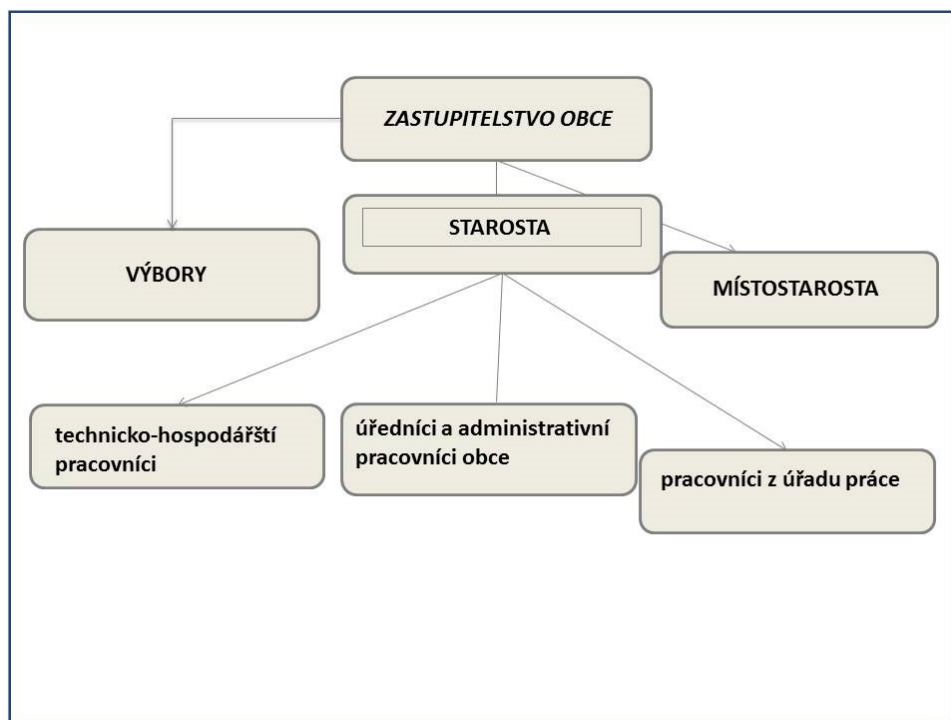 ZASTUPITELSTVO OBCE
STAROSTA
VÝBORY
MÍSTOSTAROSTA
technicko-hospodářští
pracovníci
úředníci a administrativní
pracovníci obce
pracovníci z úřadu práce